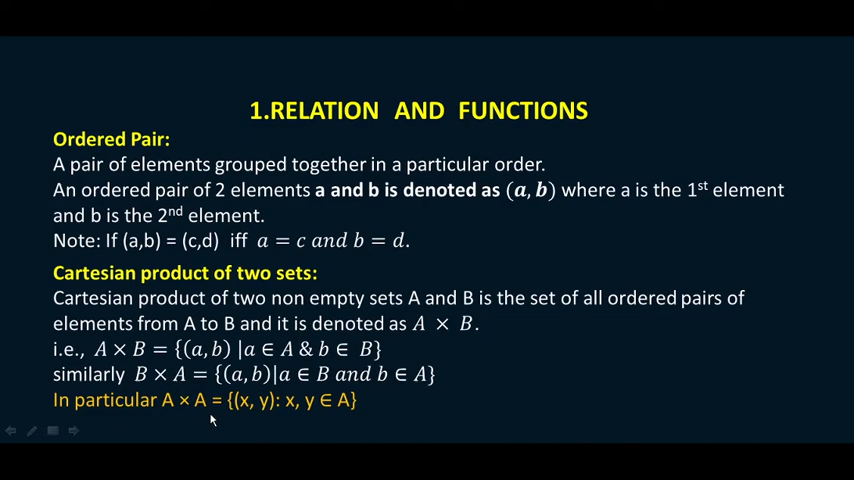 1.RELATION AND FUNCTIONS
Ordered Pair:
A pair of elements grouped together in a particular order.
An ordered pair of 2 elements a and b is denoted as (a, b) where a is the 1st element
and b is the 2nd element.
Note: If (a,b) = (c,d) iff a = c and b = d.
Cartesian product of two sets:
Cartesian product of two non empty sets A and B is the set of all ordered pairs of
elements from A to B and it is denoted as A × B.
i.e., A × B = {(a, b) |a ∈ A & b ∈ B}
similarly B × A = {(a, b)|a ∈ B and b ∈ A}
In particular A × A = {(x, y): x, y ∈ A}